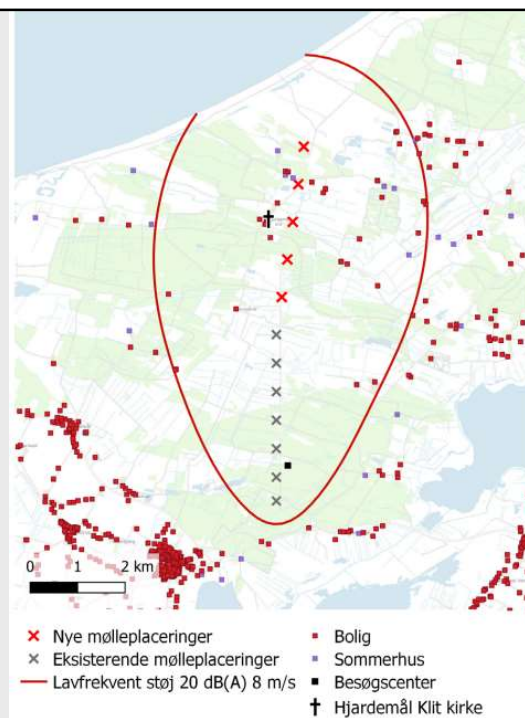 0 1 2 km
Nye mølleplaceringer
Eksisterende mølleplaceringer
Lavfrekvent støj 20 dB(A) 8 m/s
Bolig
Sommerhus
Besøgscenter
Hjardemål Klit kirke